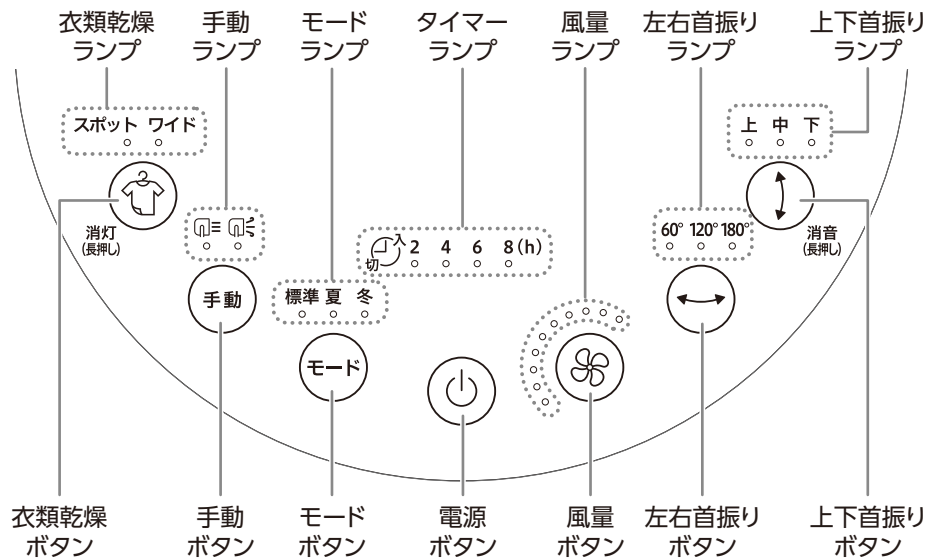 衣類乾燥
ランプ
手動
ランプ
モード
ランプ
タイマー
ランプ
風量
ランプ
左右首振り
ランプ
上下首振り
ランプ
スポット ワイド
上 中 下
消灯
(長押し)
消音
(長押し)
60° 120° 180°
入
切
2 4 6 8(h)
手動
標準 夏 冬
モード
衣類乾燥
ボタン
手動
ボタン
モード
ボタン
電源
ボタン
風量
ボタン
左右首振り
ボタン
上下首振り
ボタン